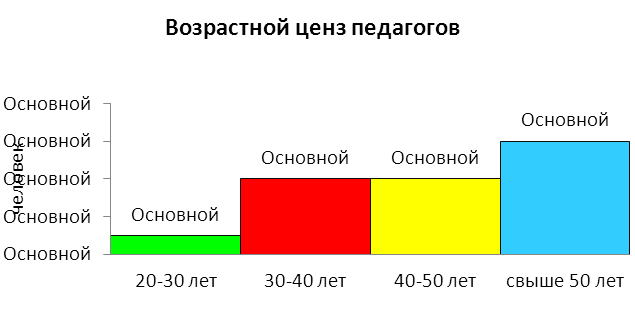 Возрастной ценз педагогов
человек
Основной
Основной
Основной
Основной
Основной
Основной
Основной
Основной
Основной
20-30 лет
30-40 лет
40-50 лет
свыше 50 лет